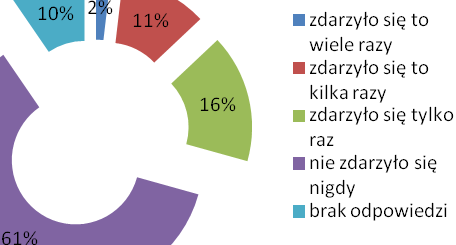 10%
2%
11%
16%
61%
zdarzyło się to
wiele razy
zdarzyło się to
kilka razy
zdarzyło się tylko
raz
nie zdarzyło się
nigdy
brak odpowiedzi